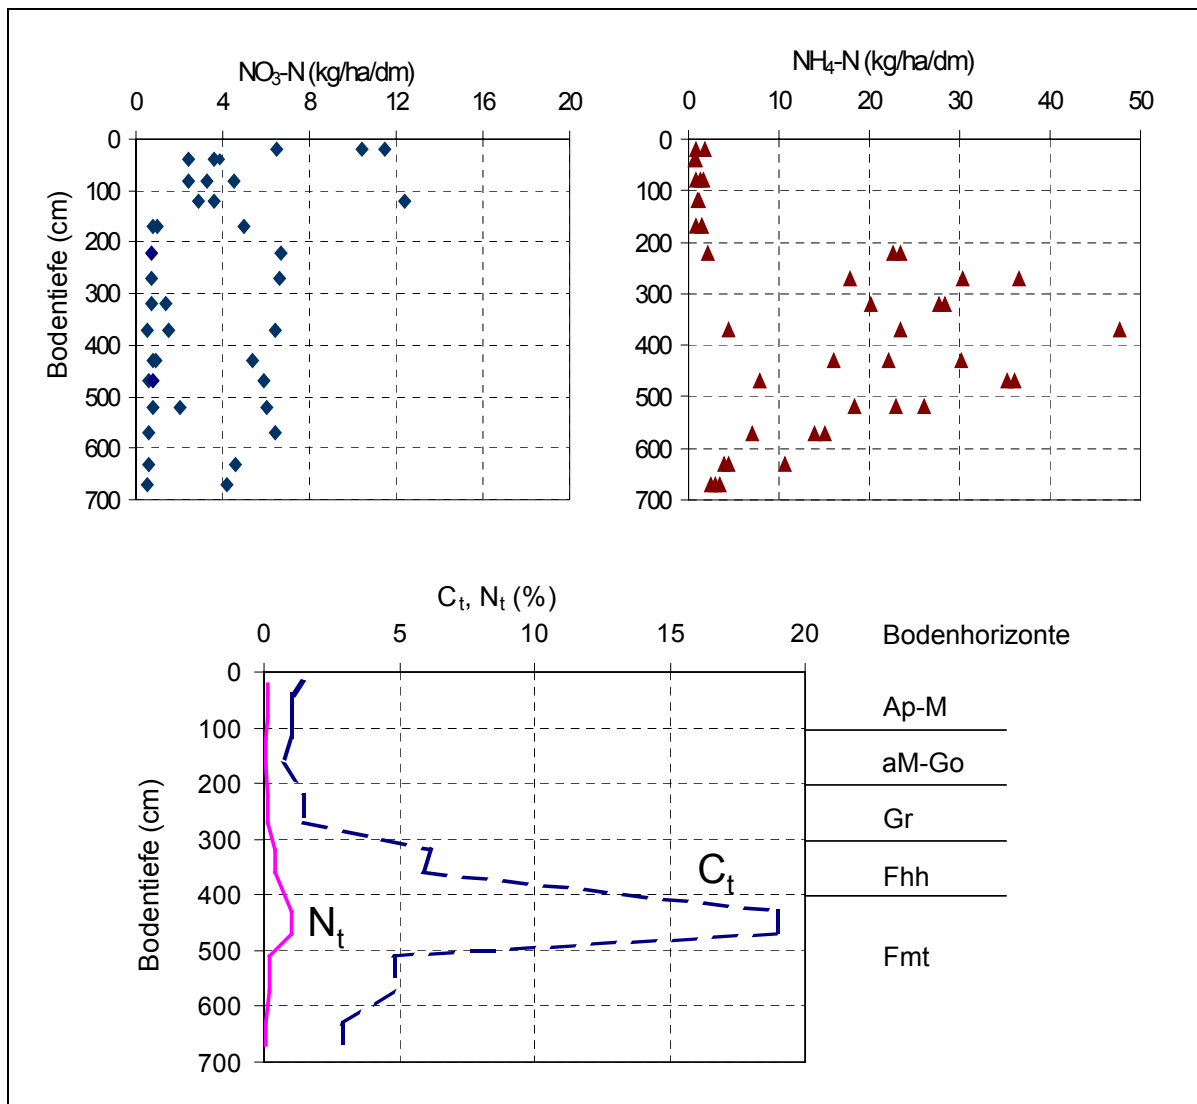 NO3-N (kg/ha/dm)
0 4 8 12 16 20
0
100
200
300
400
500
600
700
Bodentiefe (cm)
NH4-N (kg/ha/dm)
0 10 20 30 40 50
0
100
200
300
400
500
600
700
Ct, Nt (%)
0 5 10 15 20
0
100
200
300
400
500
600
700
Bodentiefe (cm)
Nt
Ct
Bodenhorizonte
Ap-M
aM-Go
Gr
Fhh
Fmt